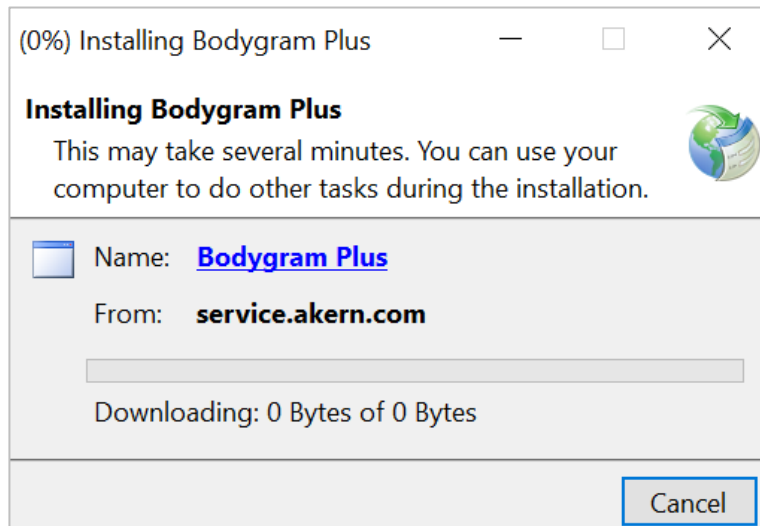 (0%) Installing Bodygram Plus
Installing Bodygram Plus
This may take several minutes. You can use your
computer to do other tasks during the installation.
Name: Bodygram Plus
From: service.akern.com
Downloading: 0 Bytes of 0 Bytes
Cancel